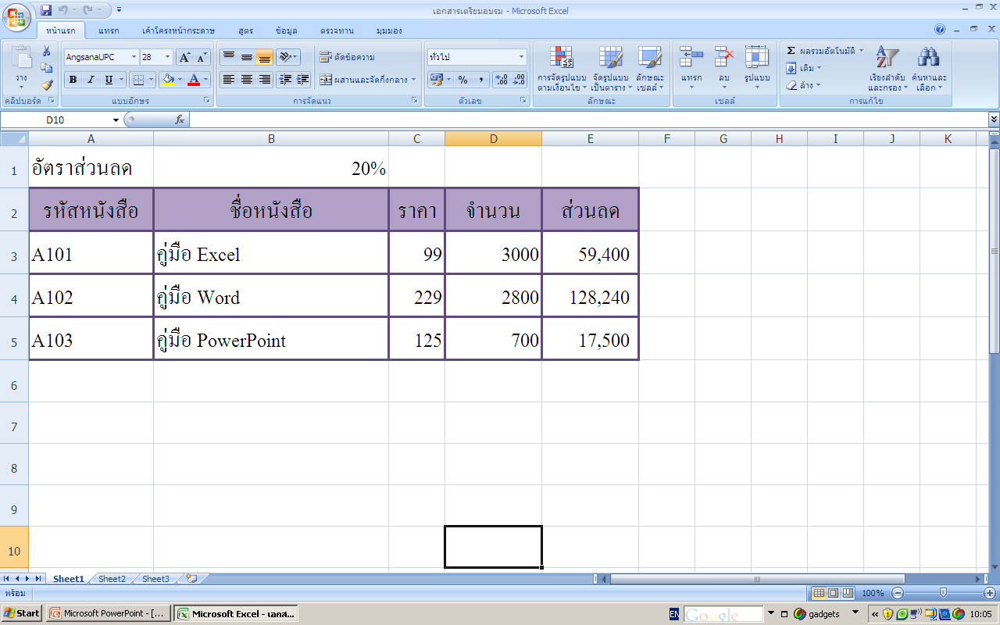 เอกสารเตรียมอบรม - Microsoft Excel
หน้าแรก แทรก เค้าโครงหน้ากระดาษ สูตร ข้อมูล ตรวจทาน มุมมอง
วาง
คลิปบอร์ด
AngsanaUPC 28
B I U
แบบอักษร
ตัดข้อความ
ผสานและจัดกึ่งกลาง
การจัดแนว
ทั่วไป
%
ตัวเลข
การจัดรูปแบบตามเงื่อนไข
จัดรูปแบบเป็นตาราง
ลักษณะเซลล์
ลักษณะ
แทรก ลบ รูปแบบ
เซลล์
Σ ผลรวมอัตโนมัติ
เติม
ล้าง
เรียงลำดับและกรอง
ค้นหาและเลือก
การแก้ไข
D10 fx
A B C D E F G H I J K
1 อัตราส่วนลด 20%
2 รหัสหนังสือ ชื่อหนังสือ ราคา จำนวน ส่วนลด
3 A101 คู่มือ Excel 99 3000 59,400
4 A102 คู่มือ Word 229 2800 128,240
5 A103 คู่มือ PowerPoint 125 700 17,500
6
7
8
9
10
Sheet1 Sheet2 Sheet3
พร้อม 100%
Start Microsoft PowerPoint - [... Microsoft Excel - เอกส... EN Google gadgets 10:05